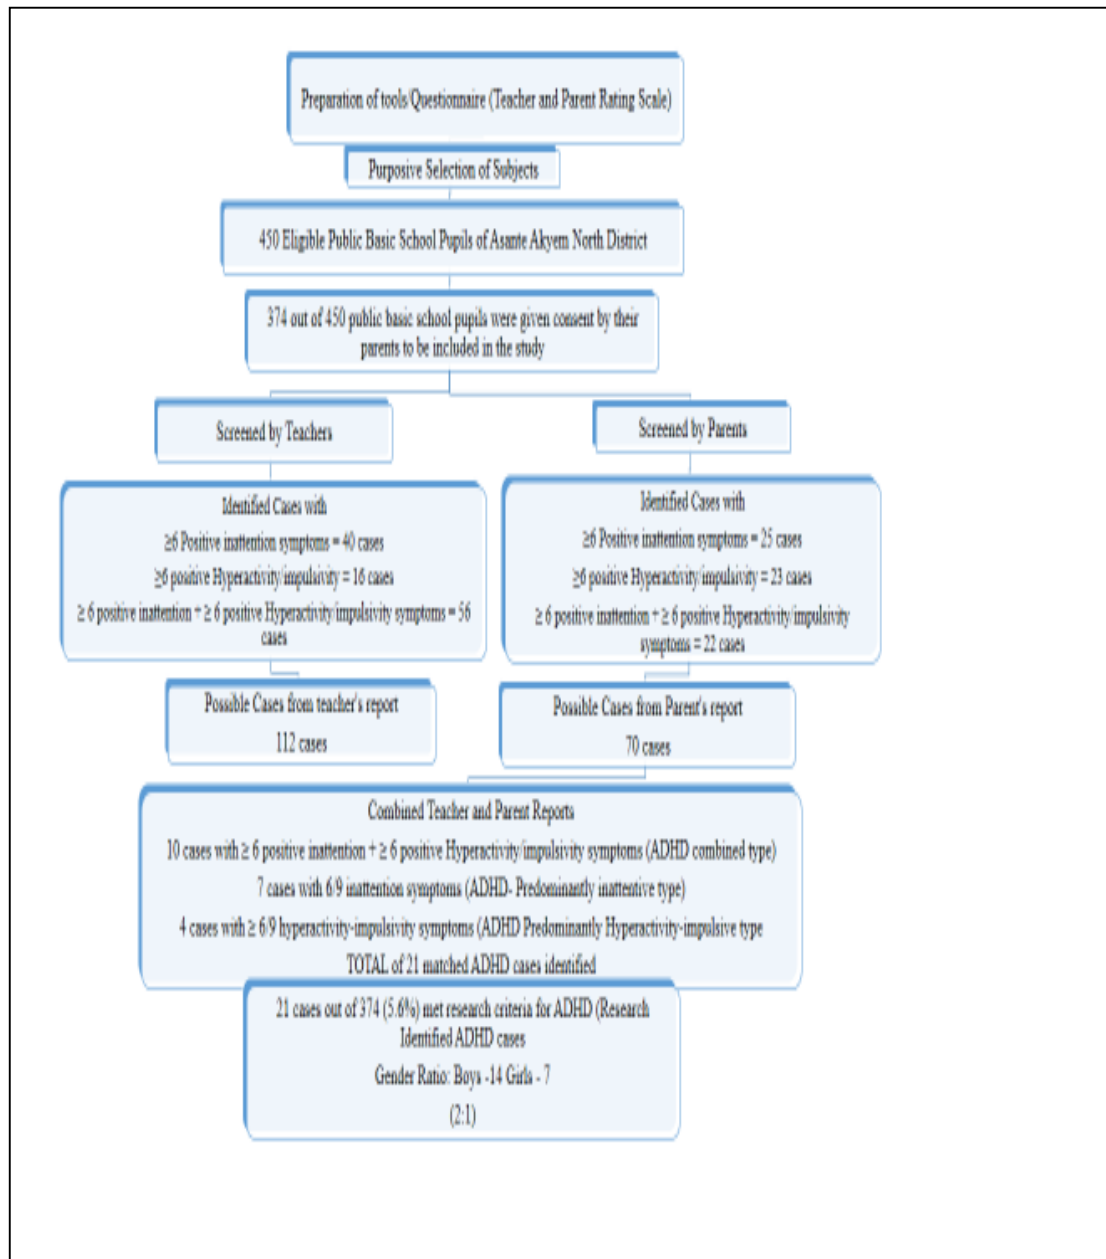 Preparation of tools/Questionnaire (Teacher and Parent Rating Scale)
Purposive Selection of Subjects
450 Eligible Public Basic School Pupils of Asante Akyem North District
374 out of 450 public basic school pupils were given consent by their
parents to be included in the study
Screened by Teachers
Identified Cases with
≥6 Positive inattention symptoms = 40 cases
≥6 positive Hyperactivity/impulsivity = 16 cases
≥ 6 positive inattention + ≥ 6 positive Hyperactivity/impulsivity symptoms = 56
cases
Possible Cases from teacher's report
112 cases
Screened by Parents
Identified Cases with
≥6 Positive inattention symptoms = 25 cases
≥6 positive Hyperactivity/impulsivity = 23 cases
≥ 6 positive inattention + ≥ 6 positive Hyperactivity/impulsivity
symptoms = 22 cases
Possible Cases from Parent's report
70 cases
Combined Teacher and Parent Reports
10 cases with ≥ 6 positive inattention + ≥ 6 positive Hyperactivity/impulsivity symptoms (ADHD combined type)
7 cases with 6/9 inattention symptoms (ADHD- Predominantly inattentive type)
4 cases with ≥ 6/9 hyperactivity-impulsivity symptoms (ADHD Predominantly Hyperactivity-impulsive type
TOTAL of 21 matched ADHD cases identified
21 cases out of 374 (5.6%) met research criteria for ADHD (Research
Identified ADHD cases
Gender Ratio: Boys -14 Girls - 7
(2:1)